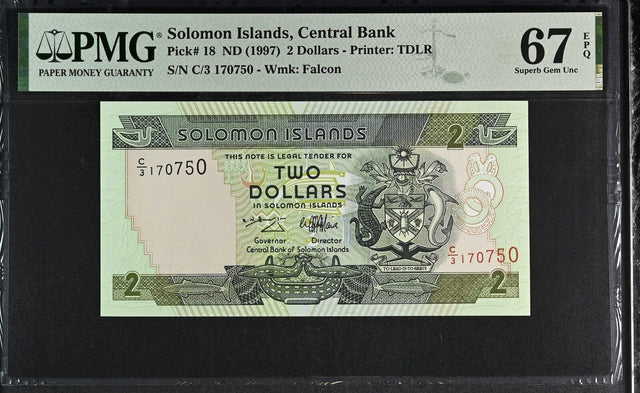 PMG®
PAPER MONEY GUARANTY
Solomon Islands, Central Bank
Pick# 18 ND (1997) 2 Dollars - Printer: TDLR
S/N C/3 170750 - Wmk: Falcon
67 EPQ
Superb Gem Unc
SOLOMON ISLANDS
2
C/3 170750
THIS NOTE IS LEGAL TENDER FOR
TWO
DOLLARS
IN SOLOMON ISLANDS
Governor Director
Central Bank of Solomon Islands
TO LEAD IS TO SERVE
C/3 170750
2
2